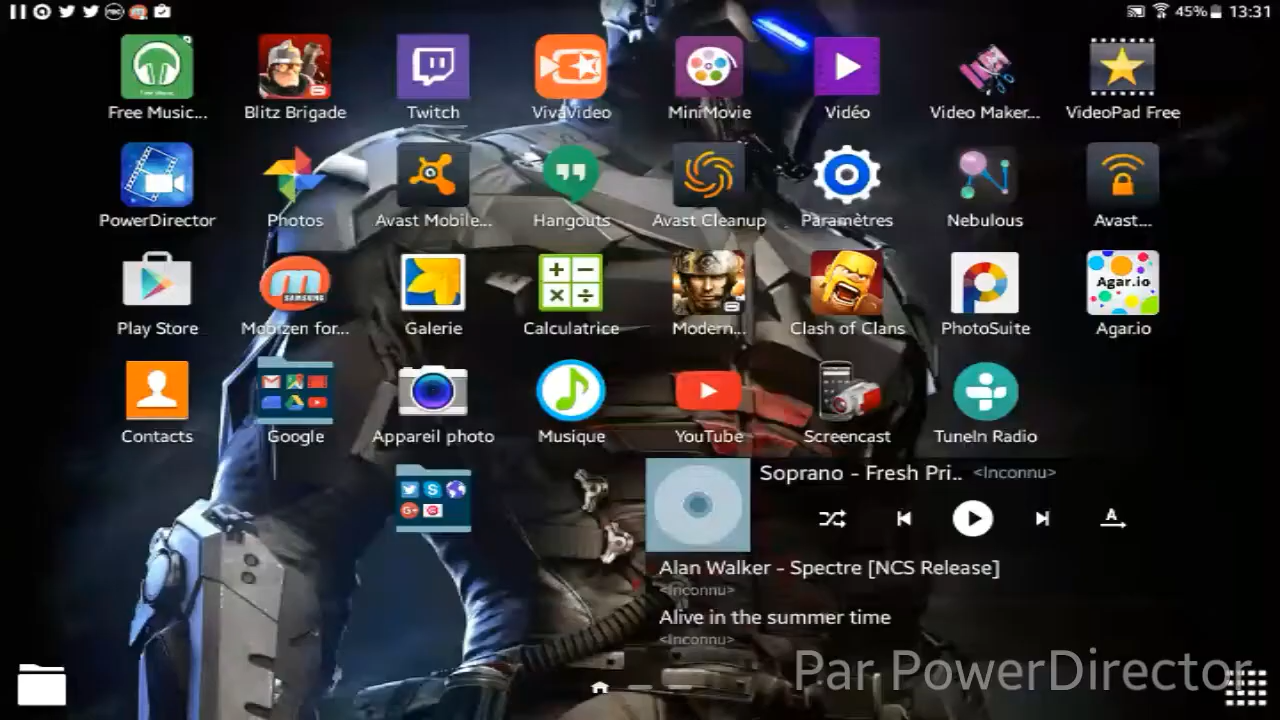 45% 13:31
Free Music... Blitz Brigade Twitch VivaVideo MiniMovie Vidéo Video Maker... VideoPad Free
PowerDirector Photos Avast Mobile... Hangouts Avast Cleanup Paramètres Nebulous Avast...
SAMSUNG Agar.io
Play Store Mobizen for... Galerie Calculatrice Modern... Clash of Clans PhotoSuite Agar.io
Contacts Google Appareil photo Musique YouTube Screencast TuneIn Radio
Soprano - Fresh Pri.. <Inconnu>
A
Alan Walker - Spectre [NCS Release]
<Inconnu>
Alive in the summer time
<Inconnu>
Par PowerDirector